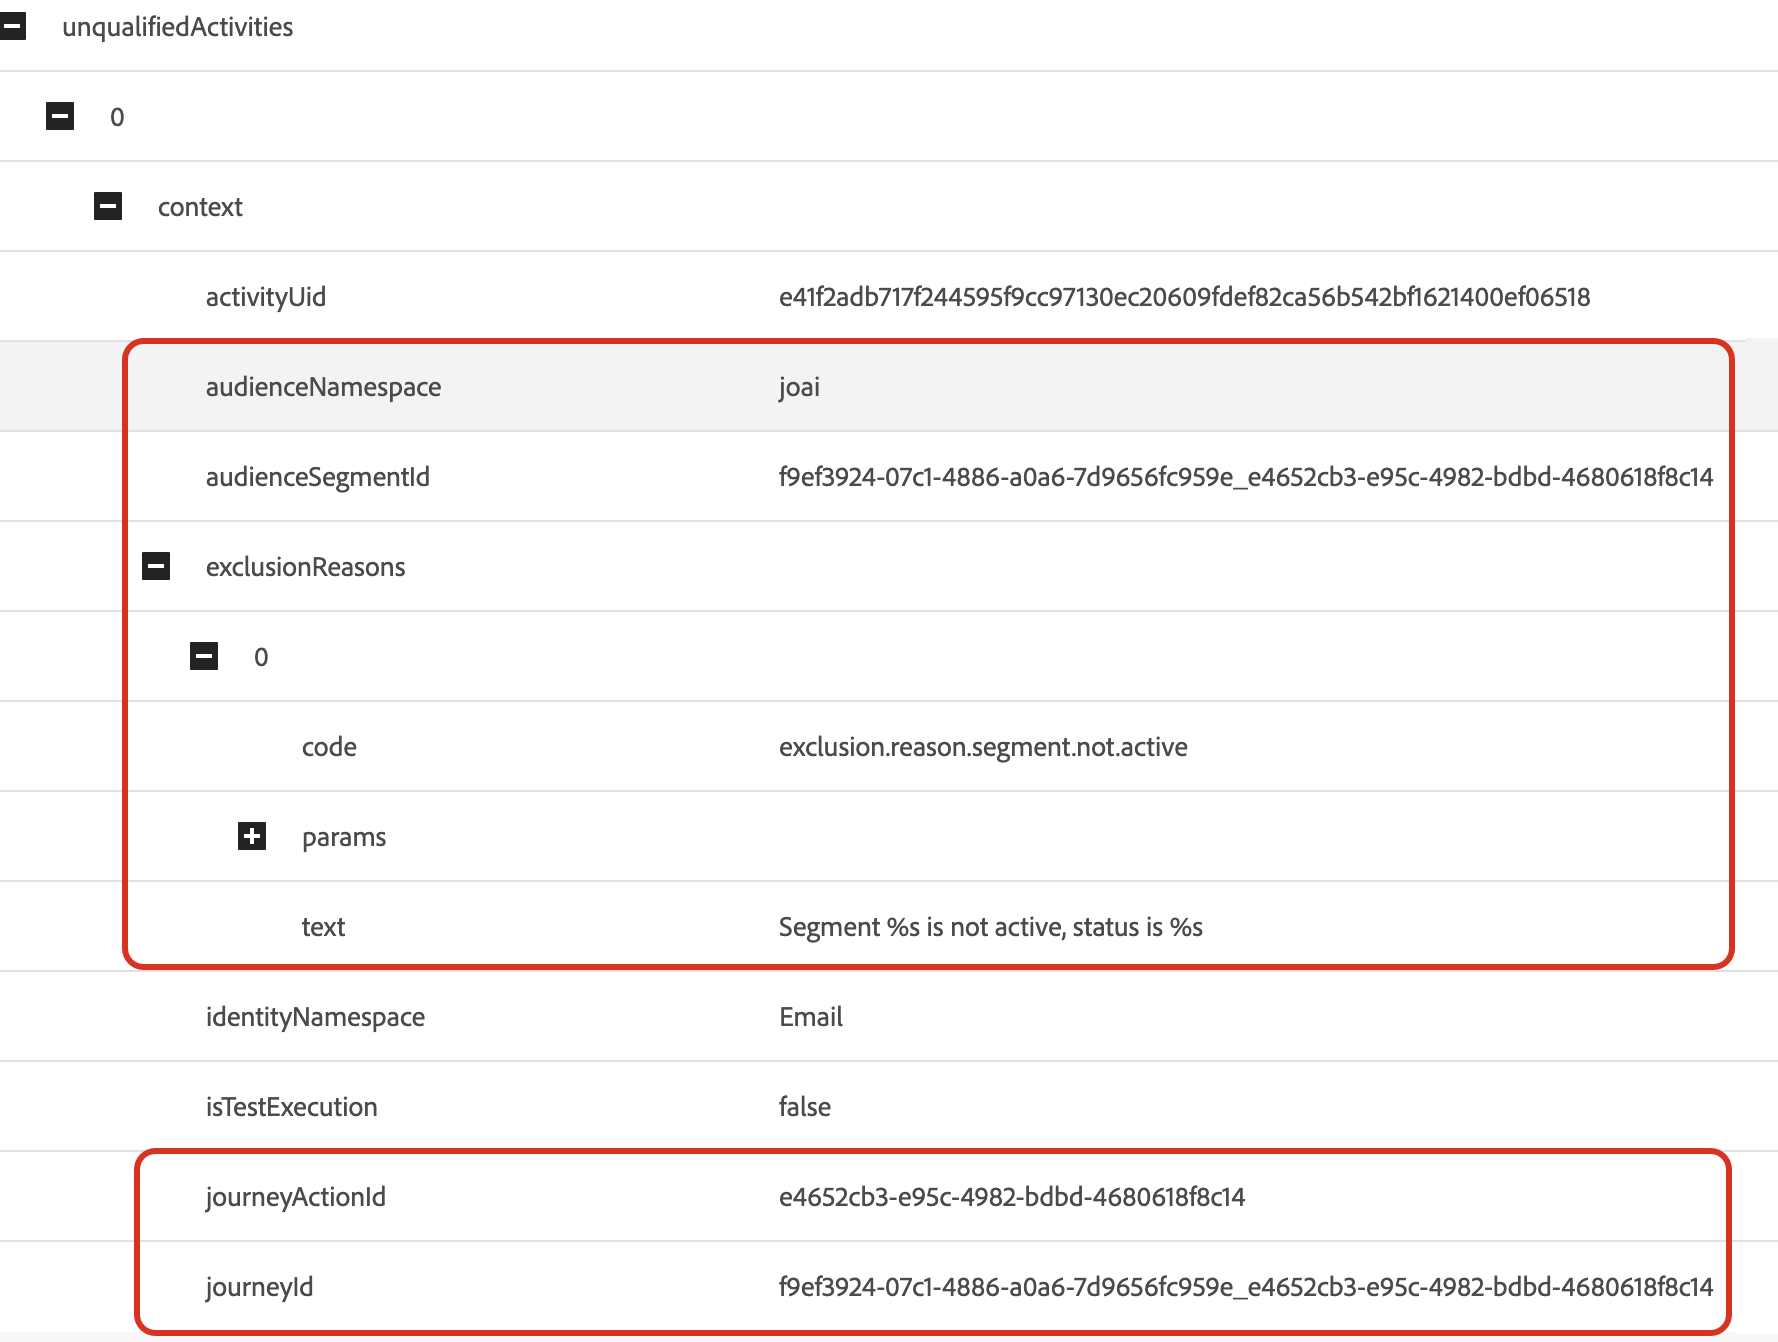 unqualifiedActivities
0
context
activityUid e41f2adb717f244595f9cc97130ec20609fdef82ca56b542bf1621400ef06518
audienceNamespace joai
audienceSegmentId f9ef3924-07c1-4886-a0a6-7d9656fc959e_e4652cb3-e95c-4982-bdbd-4680618f8c14
exclusionReasons
0
code exclusion.reason.segment.not.active
params
text Segment %s is not active, status is %s
identityNamespace Email
isTestExecution false
journeyActionId e4652cb3-e95c-4982-bdbd-4680618f8c14
journeyId f9ef3924-07c1-4886-a0a6-7d9656fc959e_e4652cb3-e95c-4982-bdbd-4680618f8c14